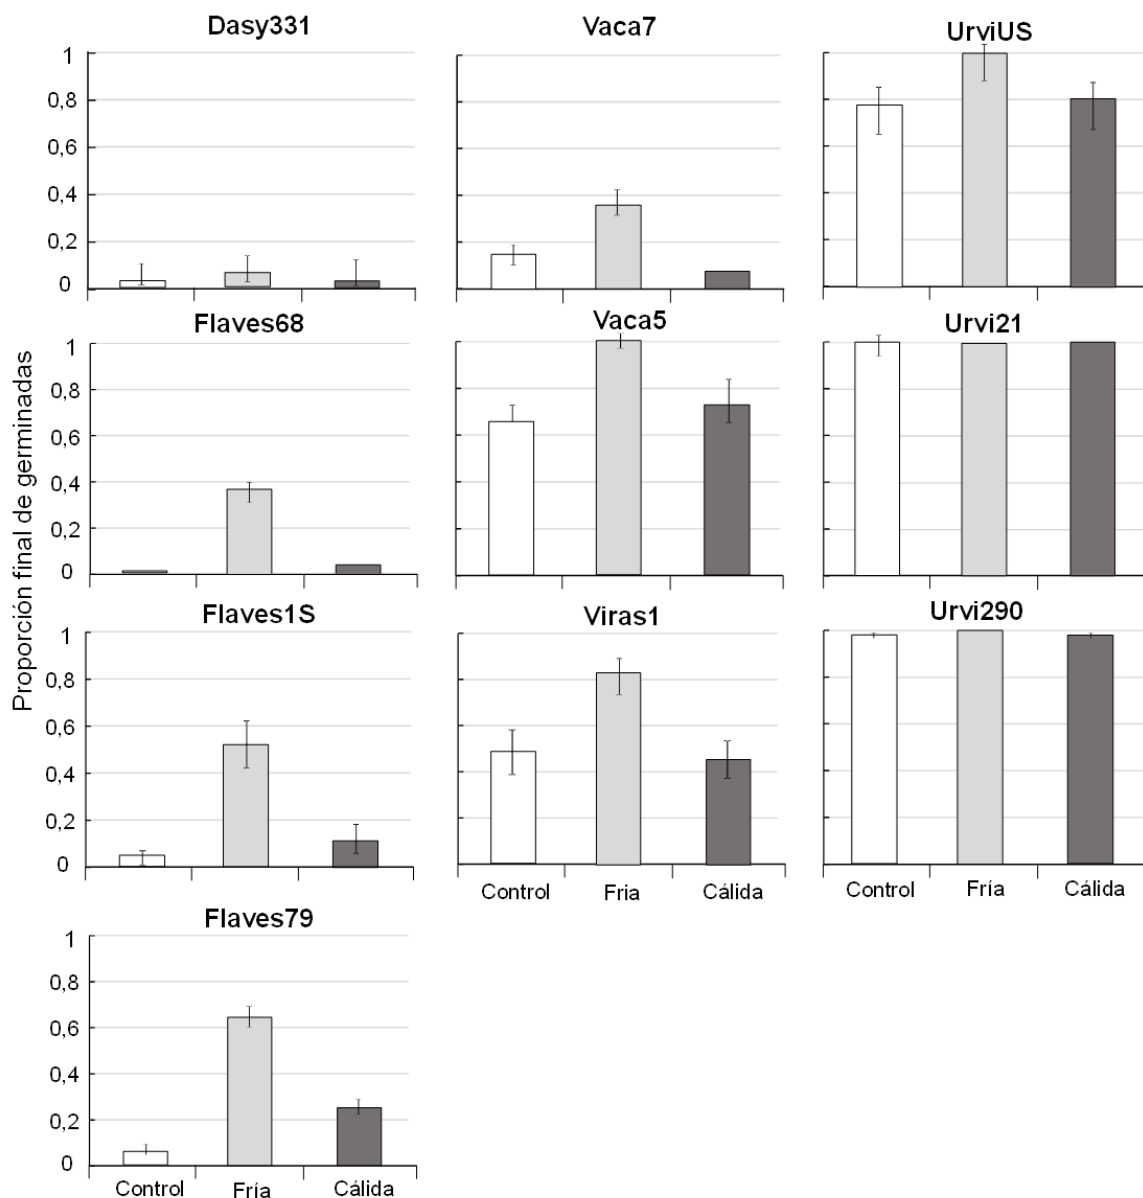 Dasy331
Vaca7
UrviUS
1
0,8
0,6
0,4
0,2
0
Flaves68
Vaca5
Urvi21
1
0,8
0,6
0,4
0,2
0
Proporción final de germinadas
Flaves1S
Viras1
Urvi290
1
0,8
0,6
0,4
0,2
0
Control Fría Cálida
Control Fría Cálida
Flaves79
1
0,8
0,6
0,4
0,2
0
Control Fría Cálida